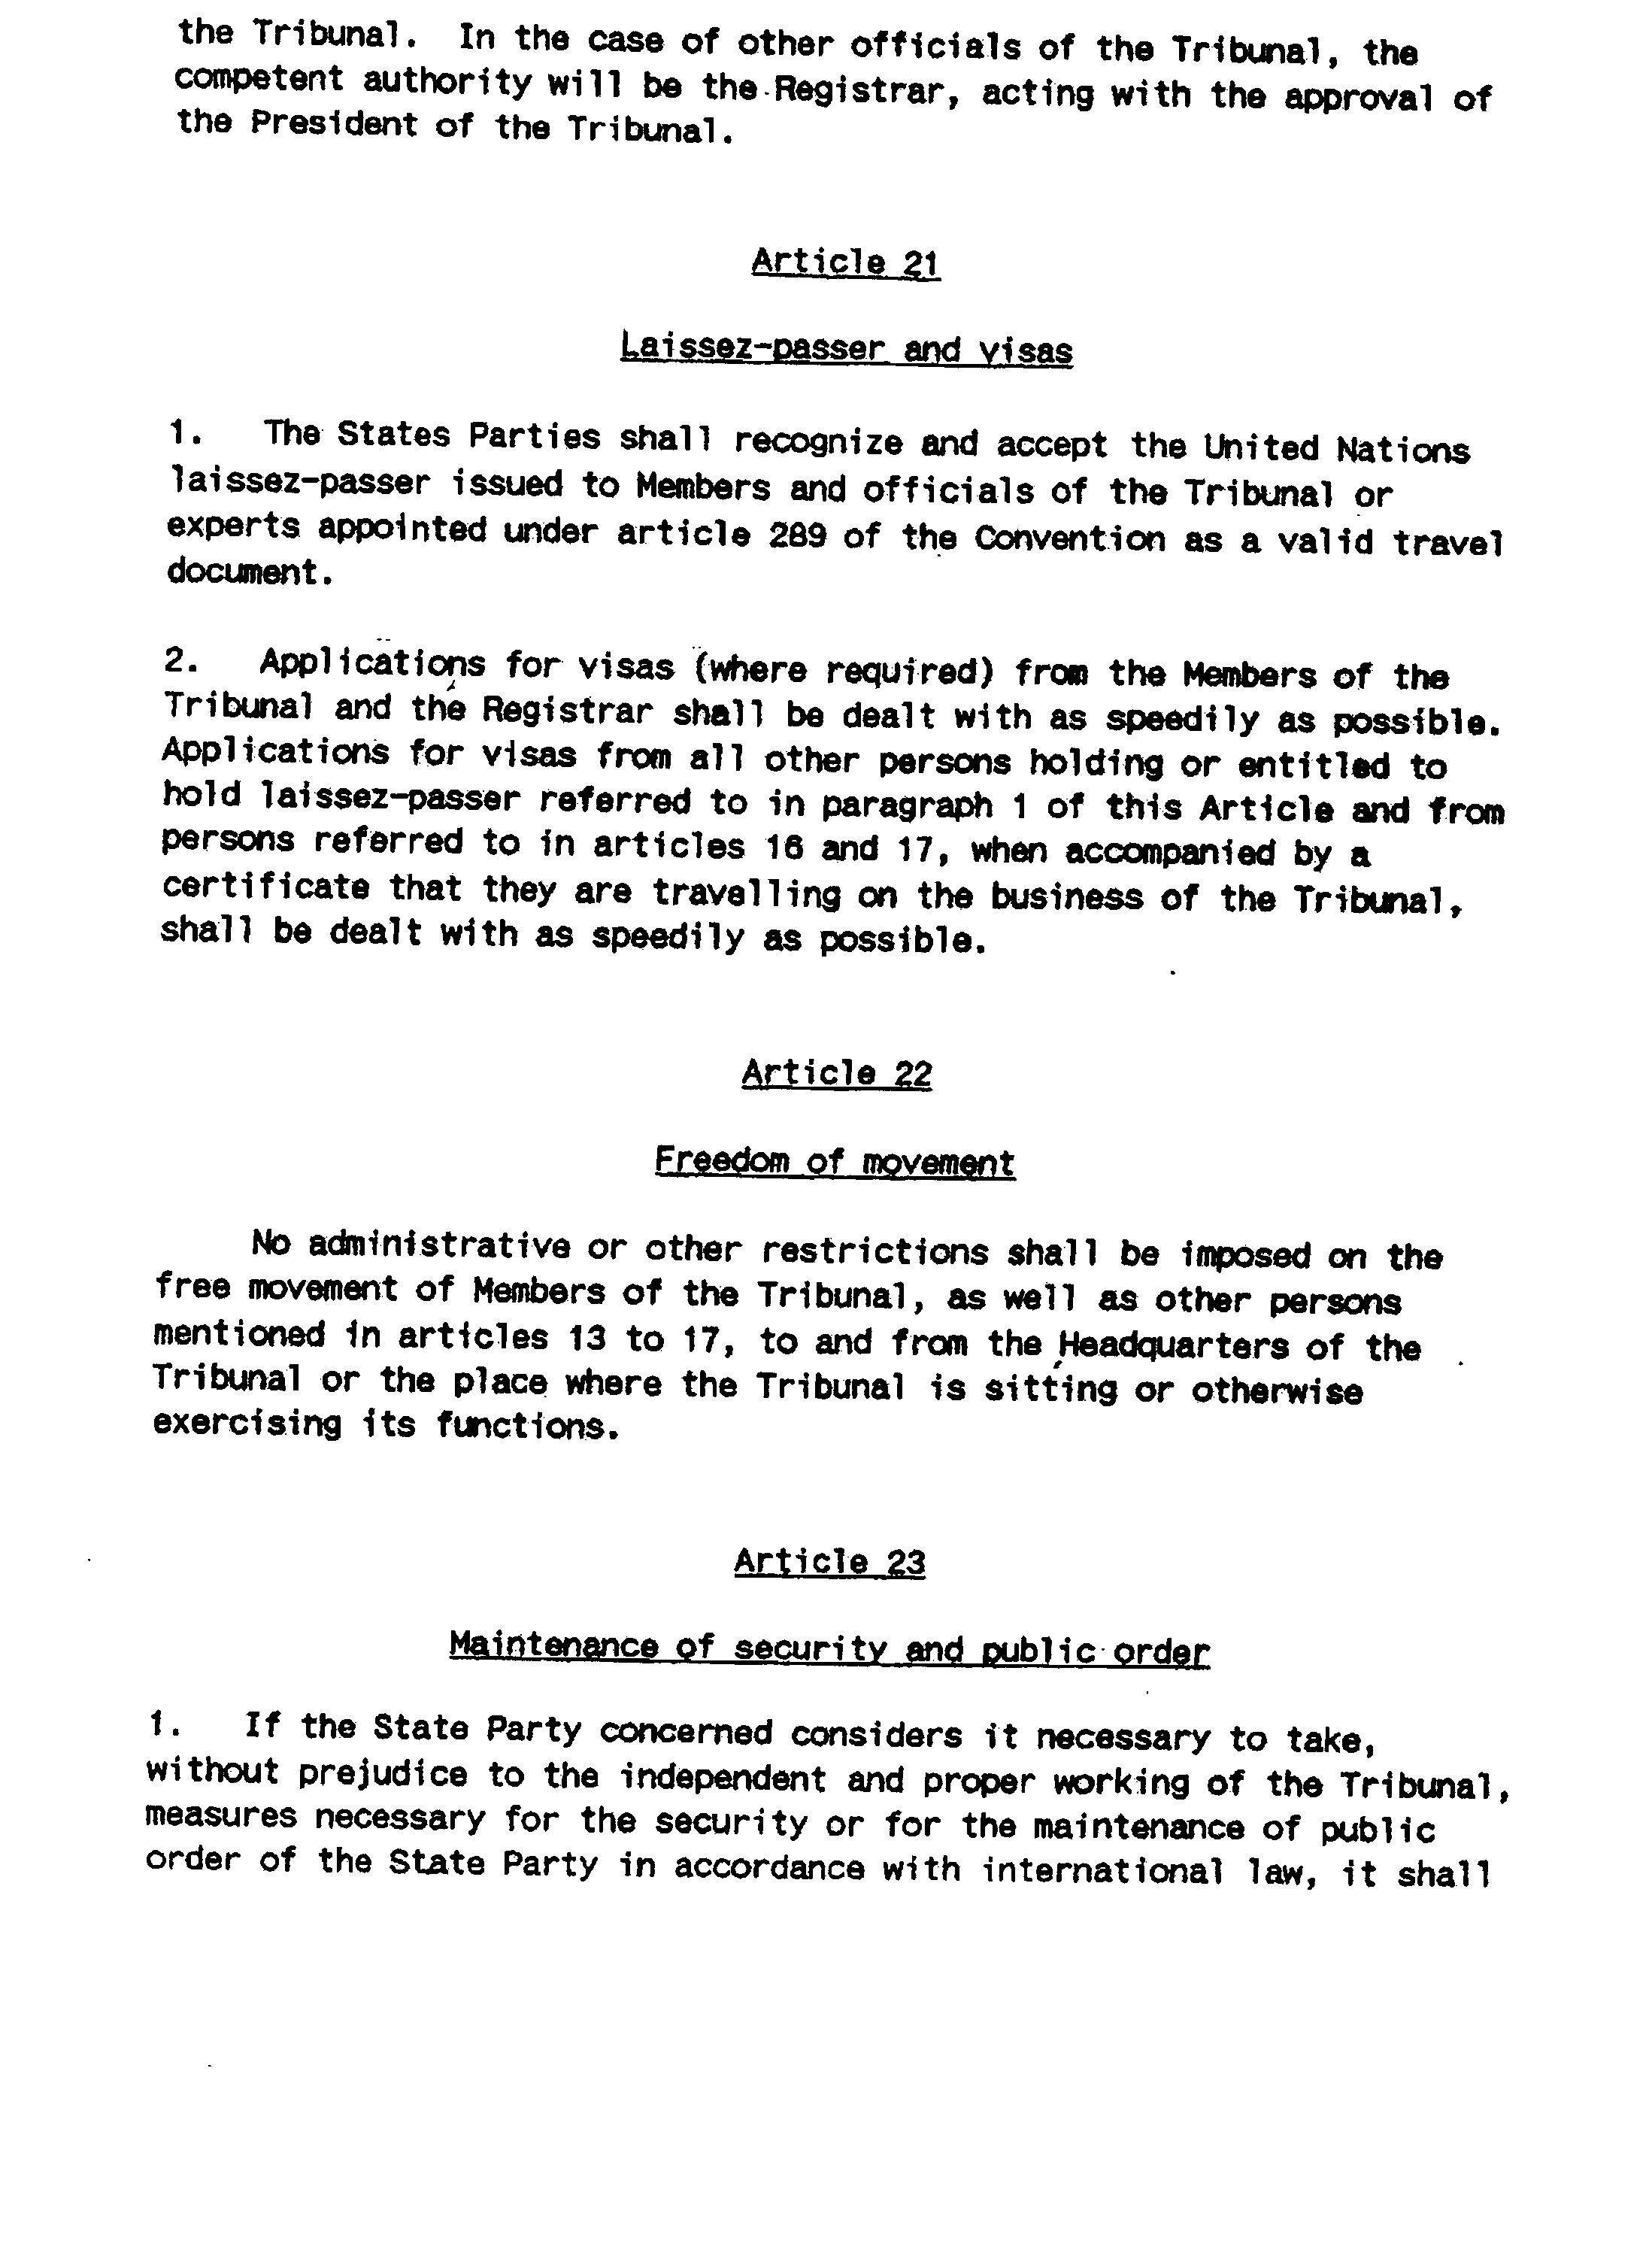 the Tribunal. In the case of other officials of the Tribunal, the
competent authority will be the Registrar, acting with the approval of
the President of the Tribunal.
Article 21
Laissez-passer and visas
1. The States Parties shall recognize and accept the United Nations
laissez-passer issued to Members and officials of the Tribunal or
experts appointed under article 289 of the Convention as a valid travel
document.
2. Applications for visas (where required) from the Members of the
Tribunal and the Registrar shall be dealt with as speedily as possible.
Applications for visas from all other persons holding or entitled to
hold laissez-passer referred to in paragraph 1 of this Article and from
persons referred to in articles 16 and 17, when accompanied by a
certificate that they are travelling on the business of the Tribunal,
shall be dealt with as speedily as possible.
Article 22
Freedom of movement
No administrative or other restrictions shall be imposed on the
free movement of Members of the Tribunal, as well as other persons
mentioned in articles 13 to 17, to and from the Headquarters of the
Tribunal or the place where the Tribunal is sitting or otherwise
exercising its functions.
Article 23
Maintenance of security and public order
1. If the State Party concerned considers it necessary to take,
without prejudice to the independent and proper working of the Tribunal,
measures necessary for the security or for the maintenance of public
order of the State Party in accordance with international law, it shall